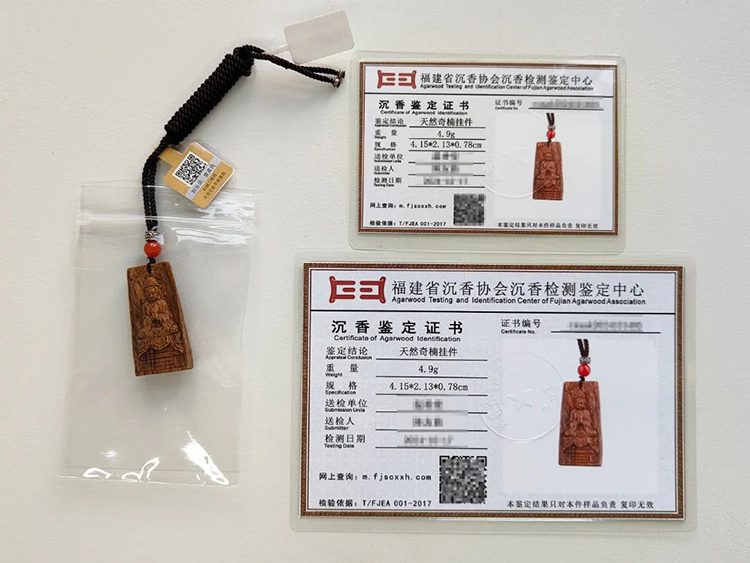 福建省沉香协会沉香检测鉴定中心
Agarwood Testing and Identification Center of Fujian Agarwood Association
沉香鉴定证书
Certificate of Agarwood Identification
证书编号
Certificate No.
鉴定结论 天然奇楠挂件
Appraisal Conclusion
重量 4.9g
Weight
规格 4.15*2.13*0.78cm
Specification
送检单位
送检人
检测日期
Testing Date
网上查询：m.fjscxxh.com
检验依据：T/FJEA 001-2017
本鉴定结果只对本件样品负责 复印无效
福建省沉香协会沉香检测鉴定中心
Agarwood Testing and Identification Center of Fujian Agarwood Association
沉香鉴定证书
Certificate of Agarwood Identification
证书编号
Certificate No.
鉴定结论 天然奇楠挂件
Appraisal Conclusion
重量 4.9g
Weight
规格 4.15*2.13*0.78cm
Specification
送检单位
Submission Units
送检人
Submitter
检测日期
Testing Date
网上查询：m.fjscxxh.com
检验依据：T/FJEA 001-2017
本鉴定结果只对本件样品负责 复印无效